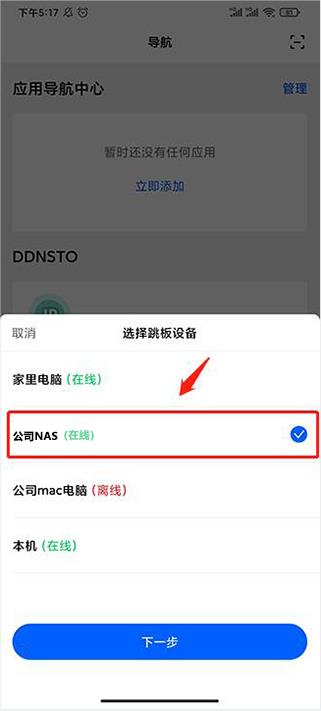 下午5:17
导航
应用导航中心
管理
暂时还没有任何应用
立即添加
DDNSTO
取消
选择跳板设备
家里电脑 (在线)
公司NAS (在线)
公司mac电脑 (离线)
本机 (在线)
下一步